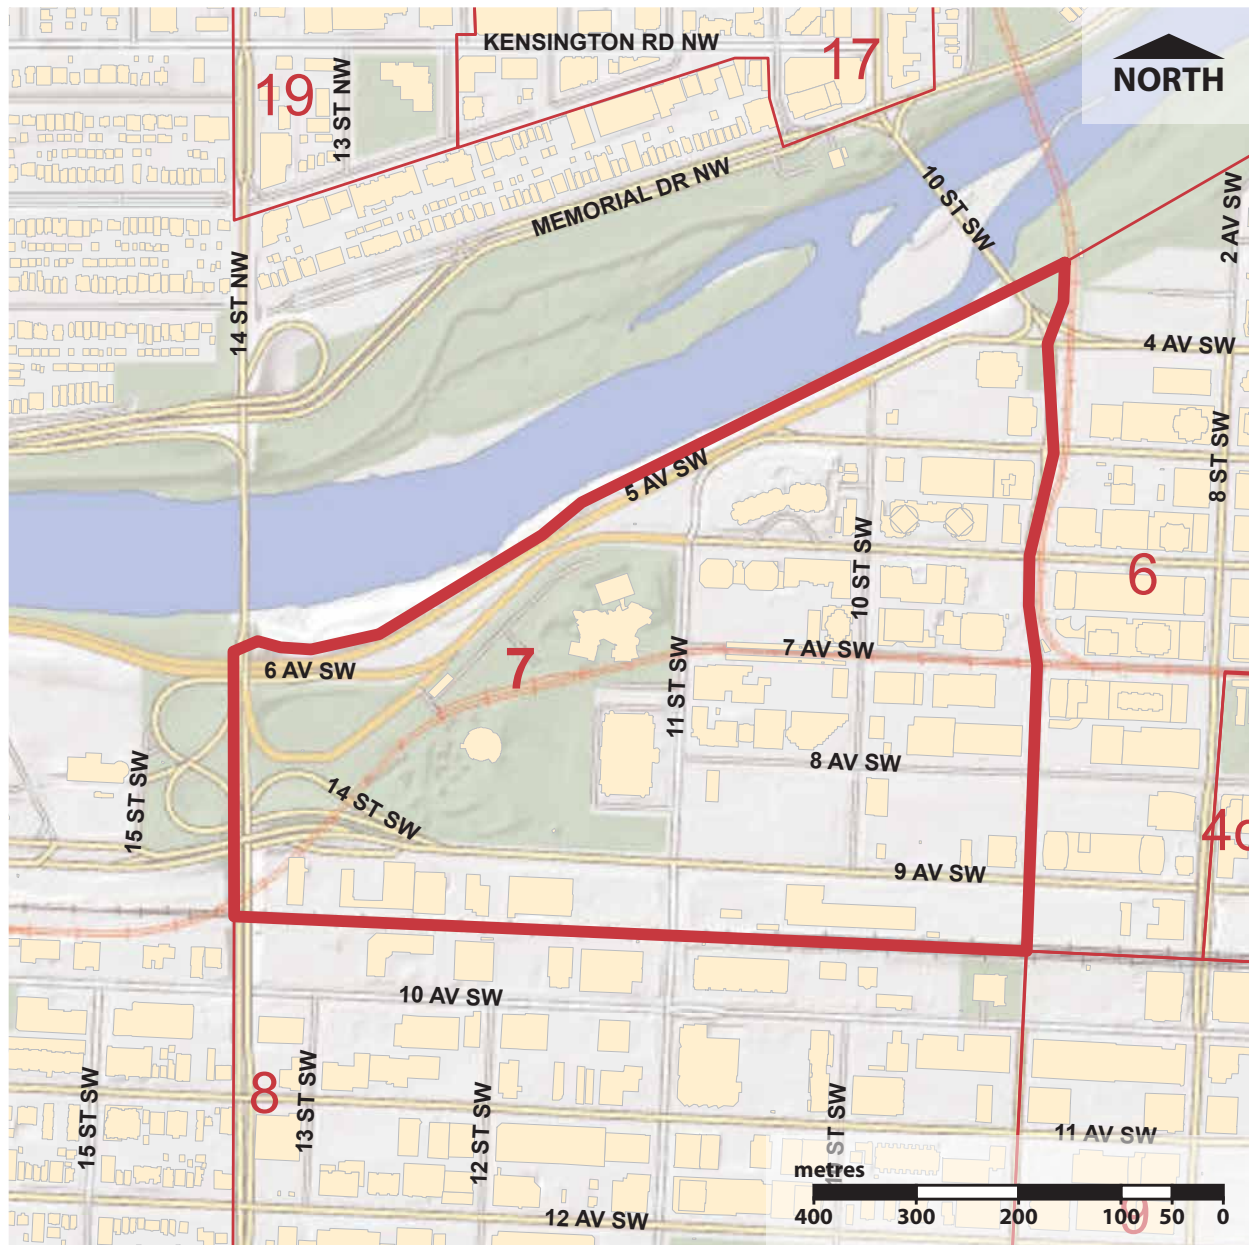 KENSINGTON RD NW
17
19
13 ST NW
NORTH
MEMORIAL DR NW
10 ST SW
2 AV SW
14 ST NW
4 AV SW
8 ST SW
5 AV SW
10 ST SW
6
11 ST SW
7 AV SW
6 AV SW
7
8 AV SW
15 ST SW
14 ST SW
4c
9 AV SW
10 AV SW
8
13 ST SW
15 ST SW
12 ST SW
ST SW
11 AV SW
metres
400 300 200 100 50 0
9
12 AV SW